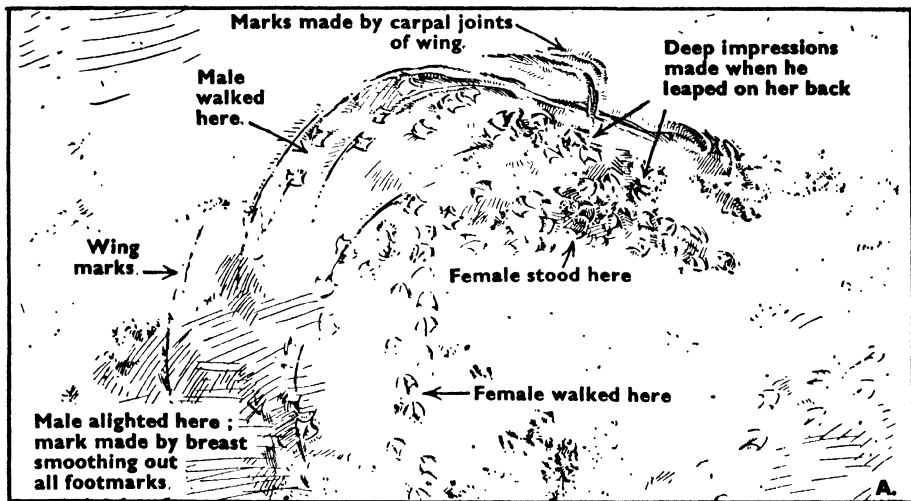 Marks made by carpal joints
of wing.
Male
walked
here.
Deep impressions
made when he
leaped on her back
Wing
marks.
Female stood here
Female walked here
Male alighted here ;
mark made by breast
smoothing out
all footmarks.
A.